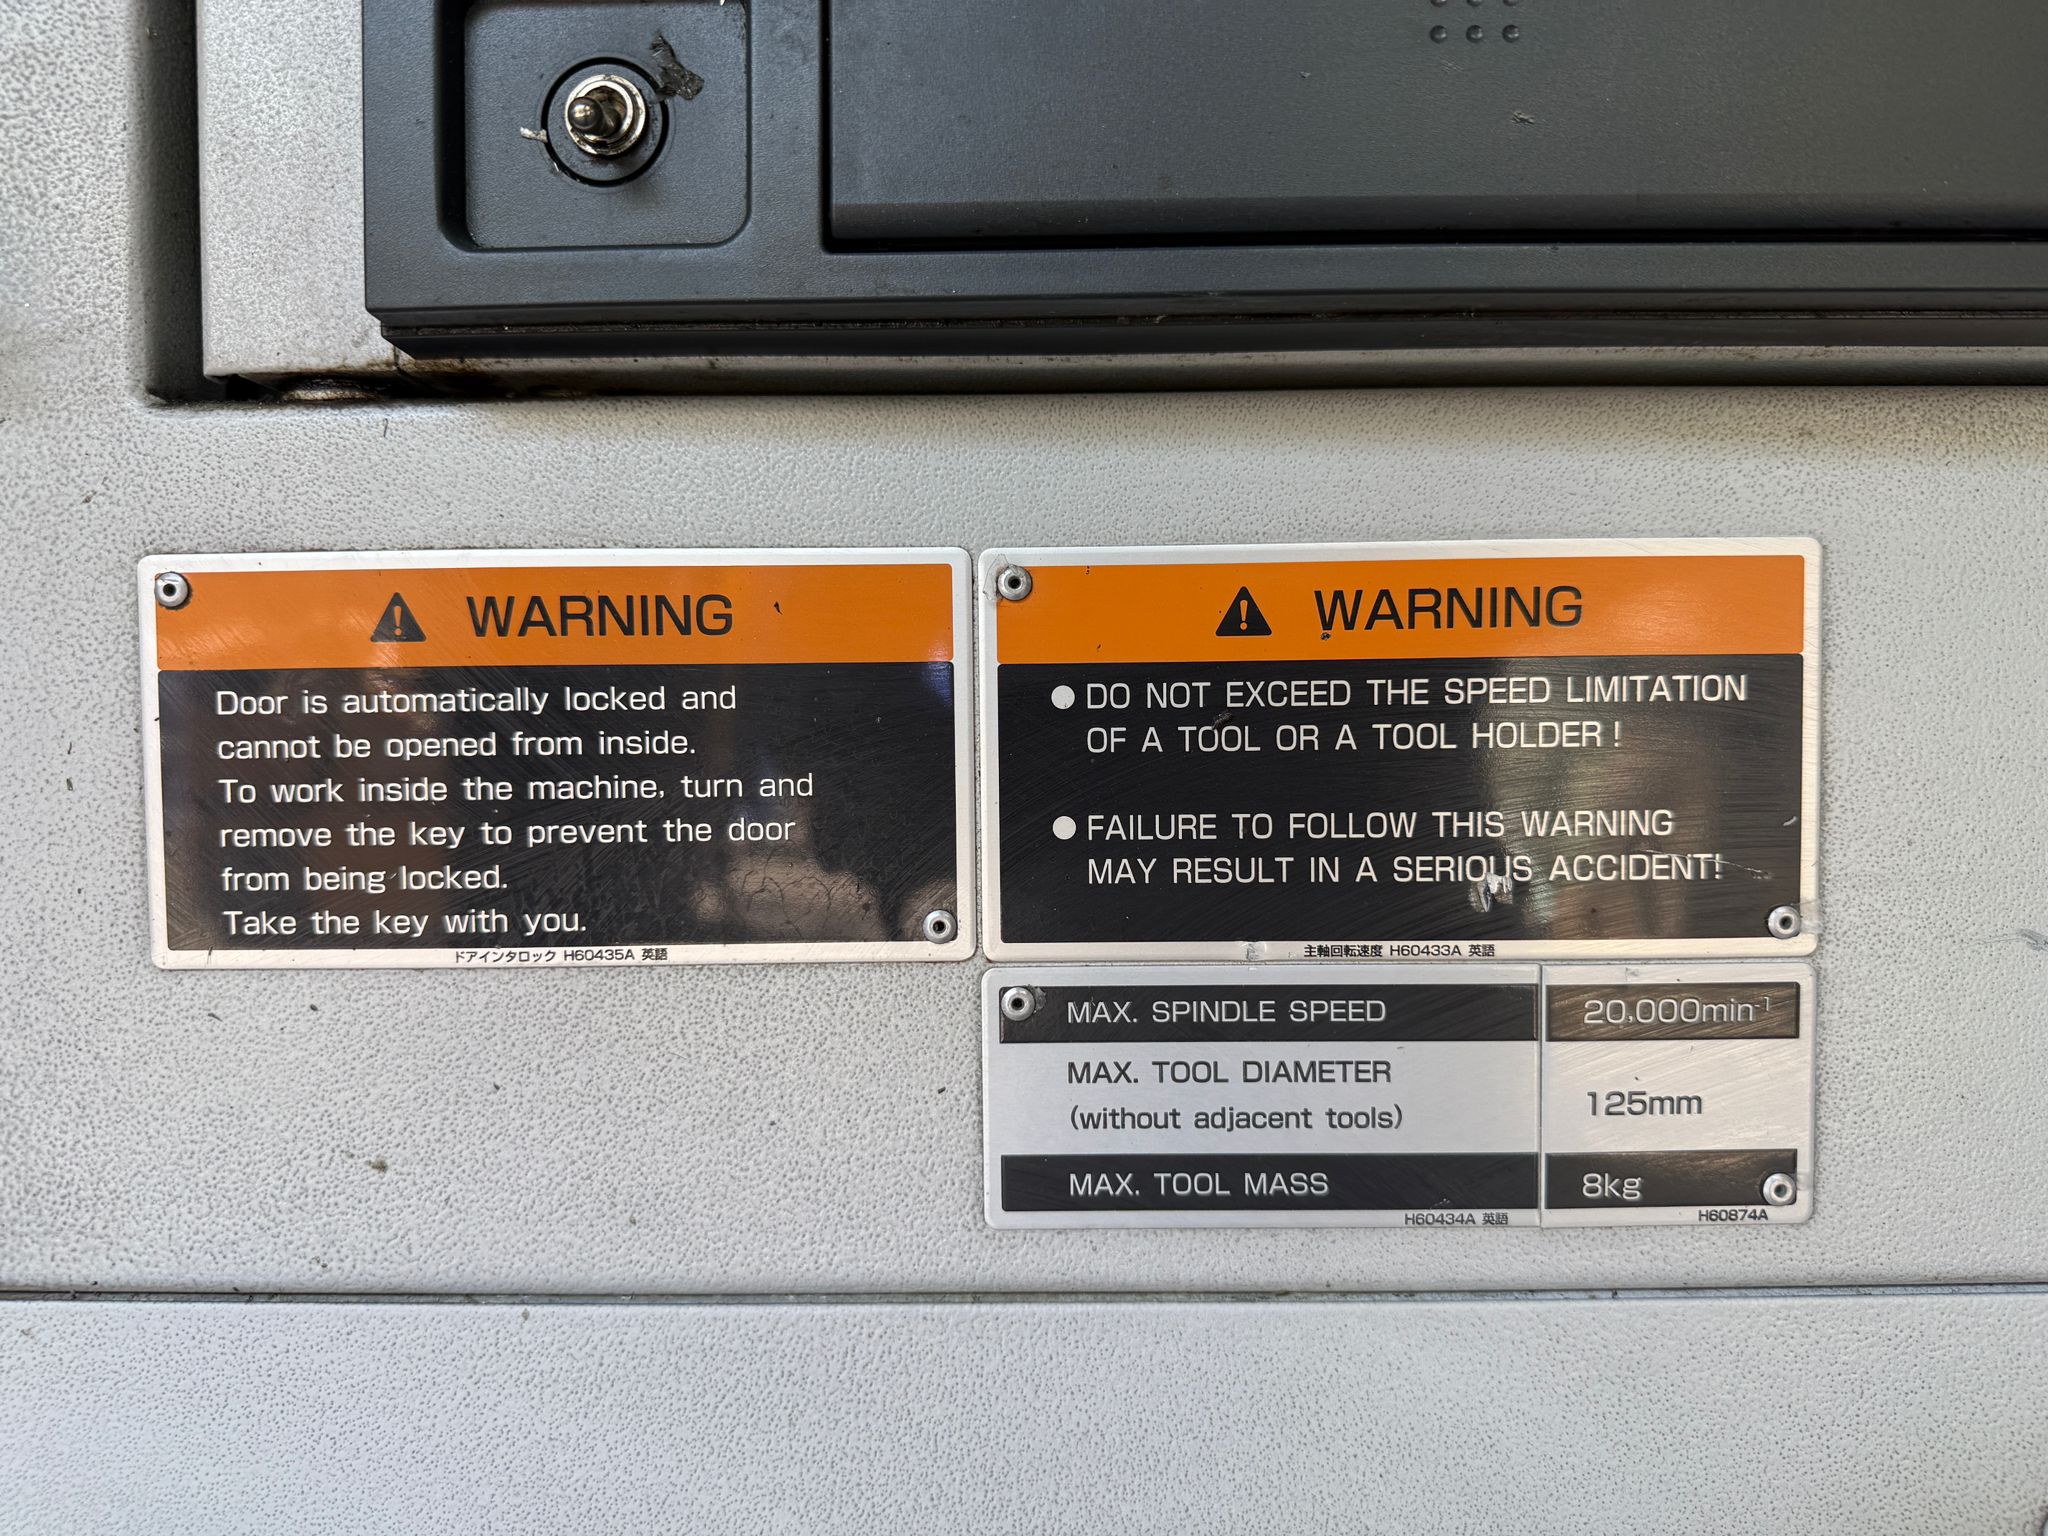 WARNING
Door is automatically locked and
cannot be opened from inside.
To work inside the machine, turn and
remove the key to prevent the door
from being locked.
Take the key with you.
ドアインタロック H60435A 英語
WARNING
● DO NOT EXCEED THE SPEED LIMITATION
OF A TOOL OR A TOOL HOLDER !
● FAILURE TO FOLLOW THIS WARNING
MAY RESULT IN A SERIOUS ACCIDENT!
主軸回転速度 H60433A 英語
MAX. SPINDLE SPEED 20,000min⁻¹
MAX. TOOL DIAMETER
(without adjacent tools) 125mm
MAX. TOOL MASS 8kg
H60434A 英語 H60874A